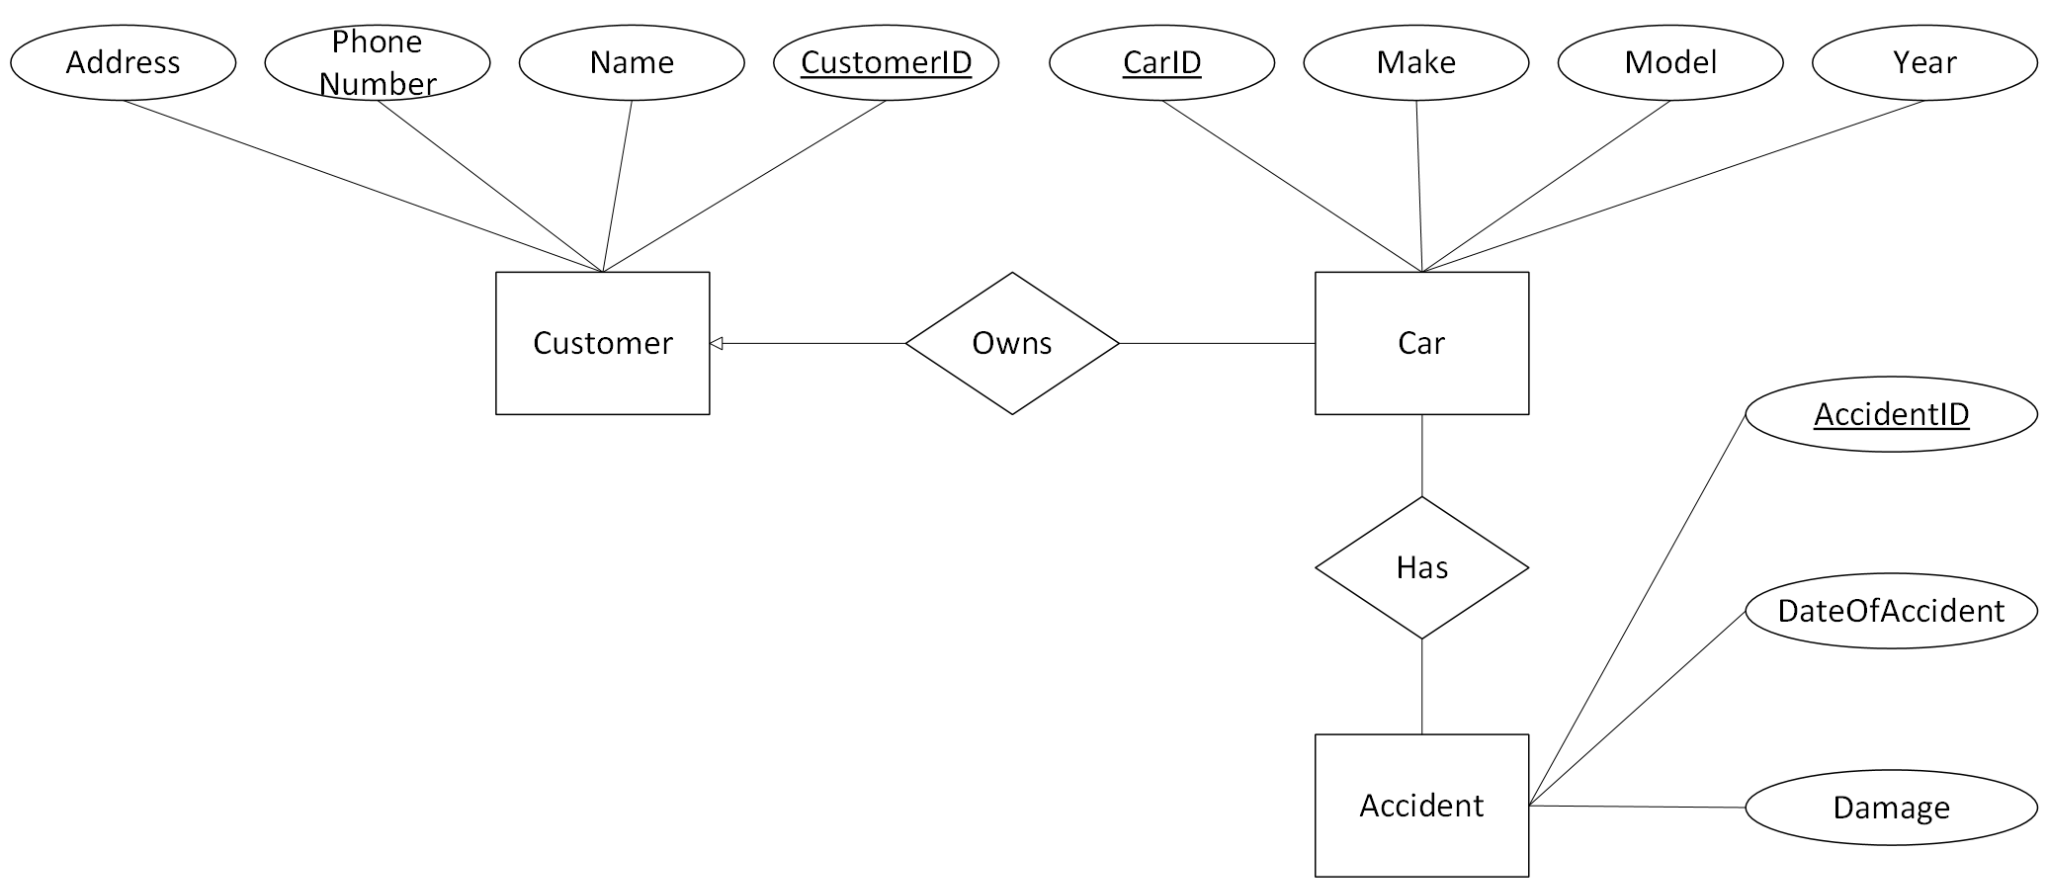 Address
Phone
Number
Name
CustomerID
CarID
Make
Model
Year
Customer
Owns
Car
AccidentID
Has
DateOfAccident
Accident
Damage